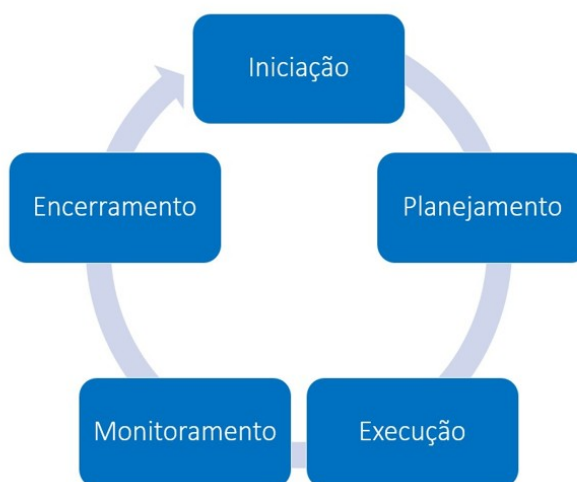 Iniciação
Planejamento
Execução
Monitoramento
Encerramento